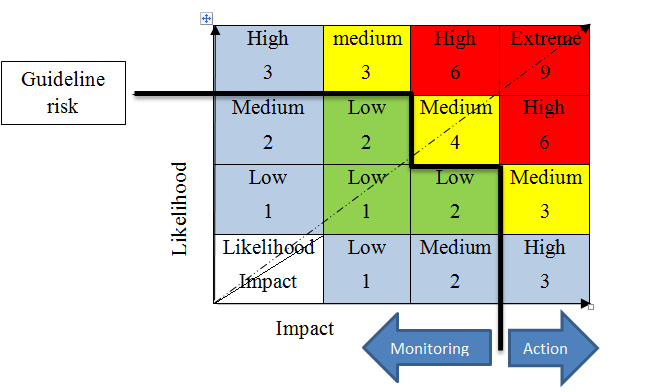 High medium High Extreme
3 3 6 9
Guideline
risk
Medium Low Medium High
2 2 4 6
Low Low Low Medium
1 1 2 3
Likelihood Low Medium High
Impact 1 2 3
Likelihood
Impact
Monitoring
Action